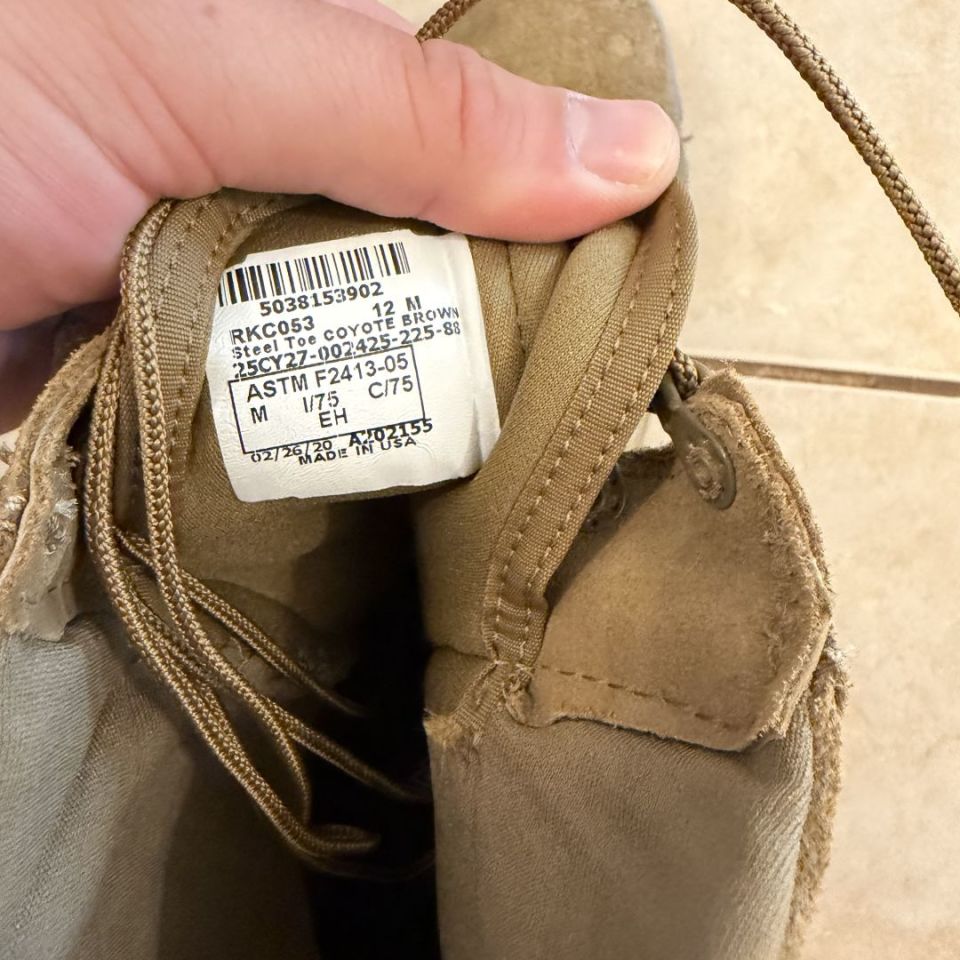 5038153902
RKC053 12 M
Steel Toe COYOTE BROWN
25CY27-002425-225-88
ASTM F2413-05
M I/75 C/75
EH
02/26/20 A202155
MADE IN USA